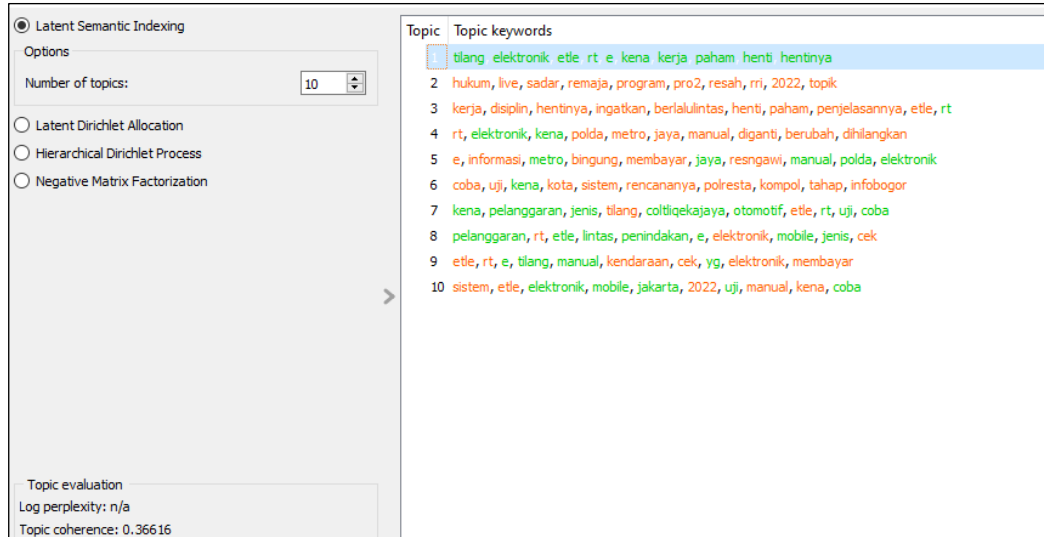 Latent Semantic Indexing
Options
Number of topics: 10
Latent Dirichlet Allocation
Hierarchical Dirichlet Process
Negative Matrix Factorization
Topic evaluation
Log perplexity: n/a
Topic coherence: 0.36616
>
Topic Topic keywords
1 tilang elektronik etle rt e kena kerja paham henti hentinya
2 hukum, live, sadar, remaja, program, pro2, resah, rri, 2022, topik
3 kerja, disiplin, hentinya, ingatkan, berlalulintas, henti, paham, penjelasannya, etle, rt
4 rt, elektronik, kena, polda, metro, jaya, manual, diganti, berubah, dihilangkan
5 e, informasi, metro, bingung, membayar, jaya, resngawi, manual, polda, elektronik
6 coba, uji, kena, kota, sistem, rencananya, polresta, kompol, tahap, infobogor
7 kena, pelanggaran, jenis, tilang, coltliqekajaya, otomotif, etle, rt, uji, coba
8 pelanggaran, rt, etle, lintas, penindakan, e, elektronik, mobile, jenis, cek
9 etle, rt, e, tilang, manual, kendaraan, cek, yg, elektronik, membayar
10 sistem, etle, elektronik, mobile, jakarta, 2022, uji, manual, kena, coba